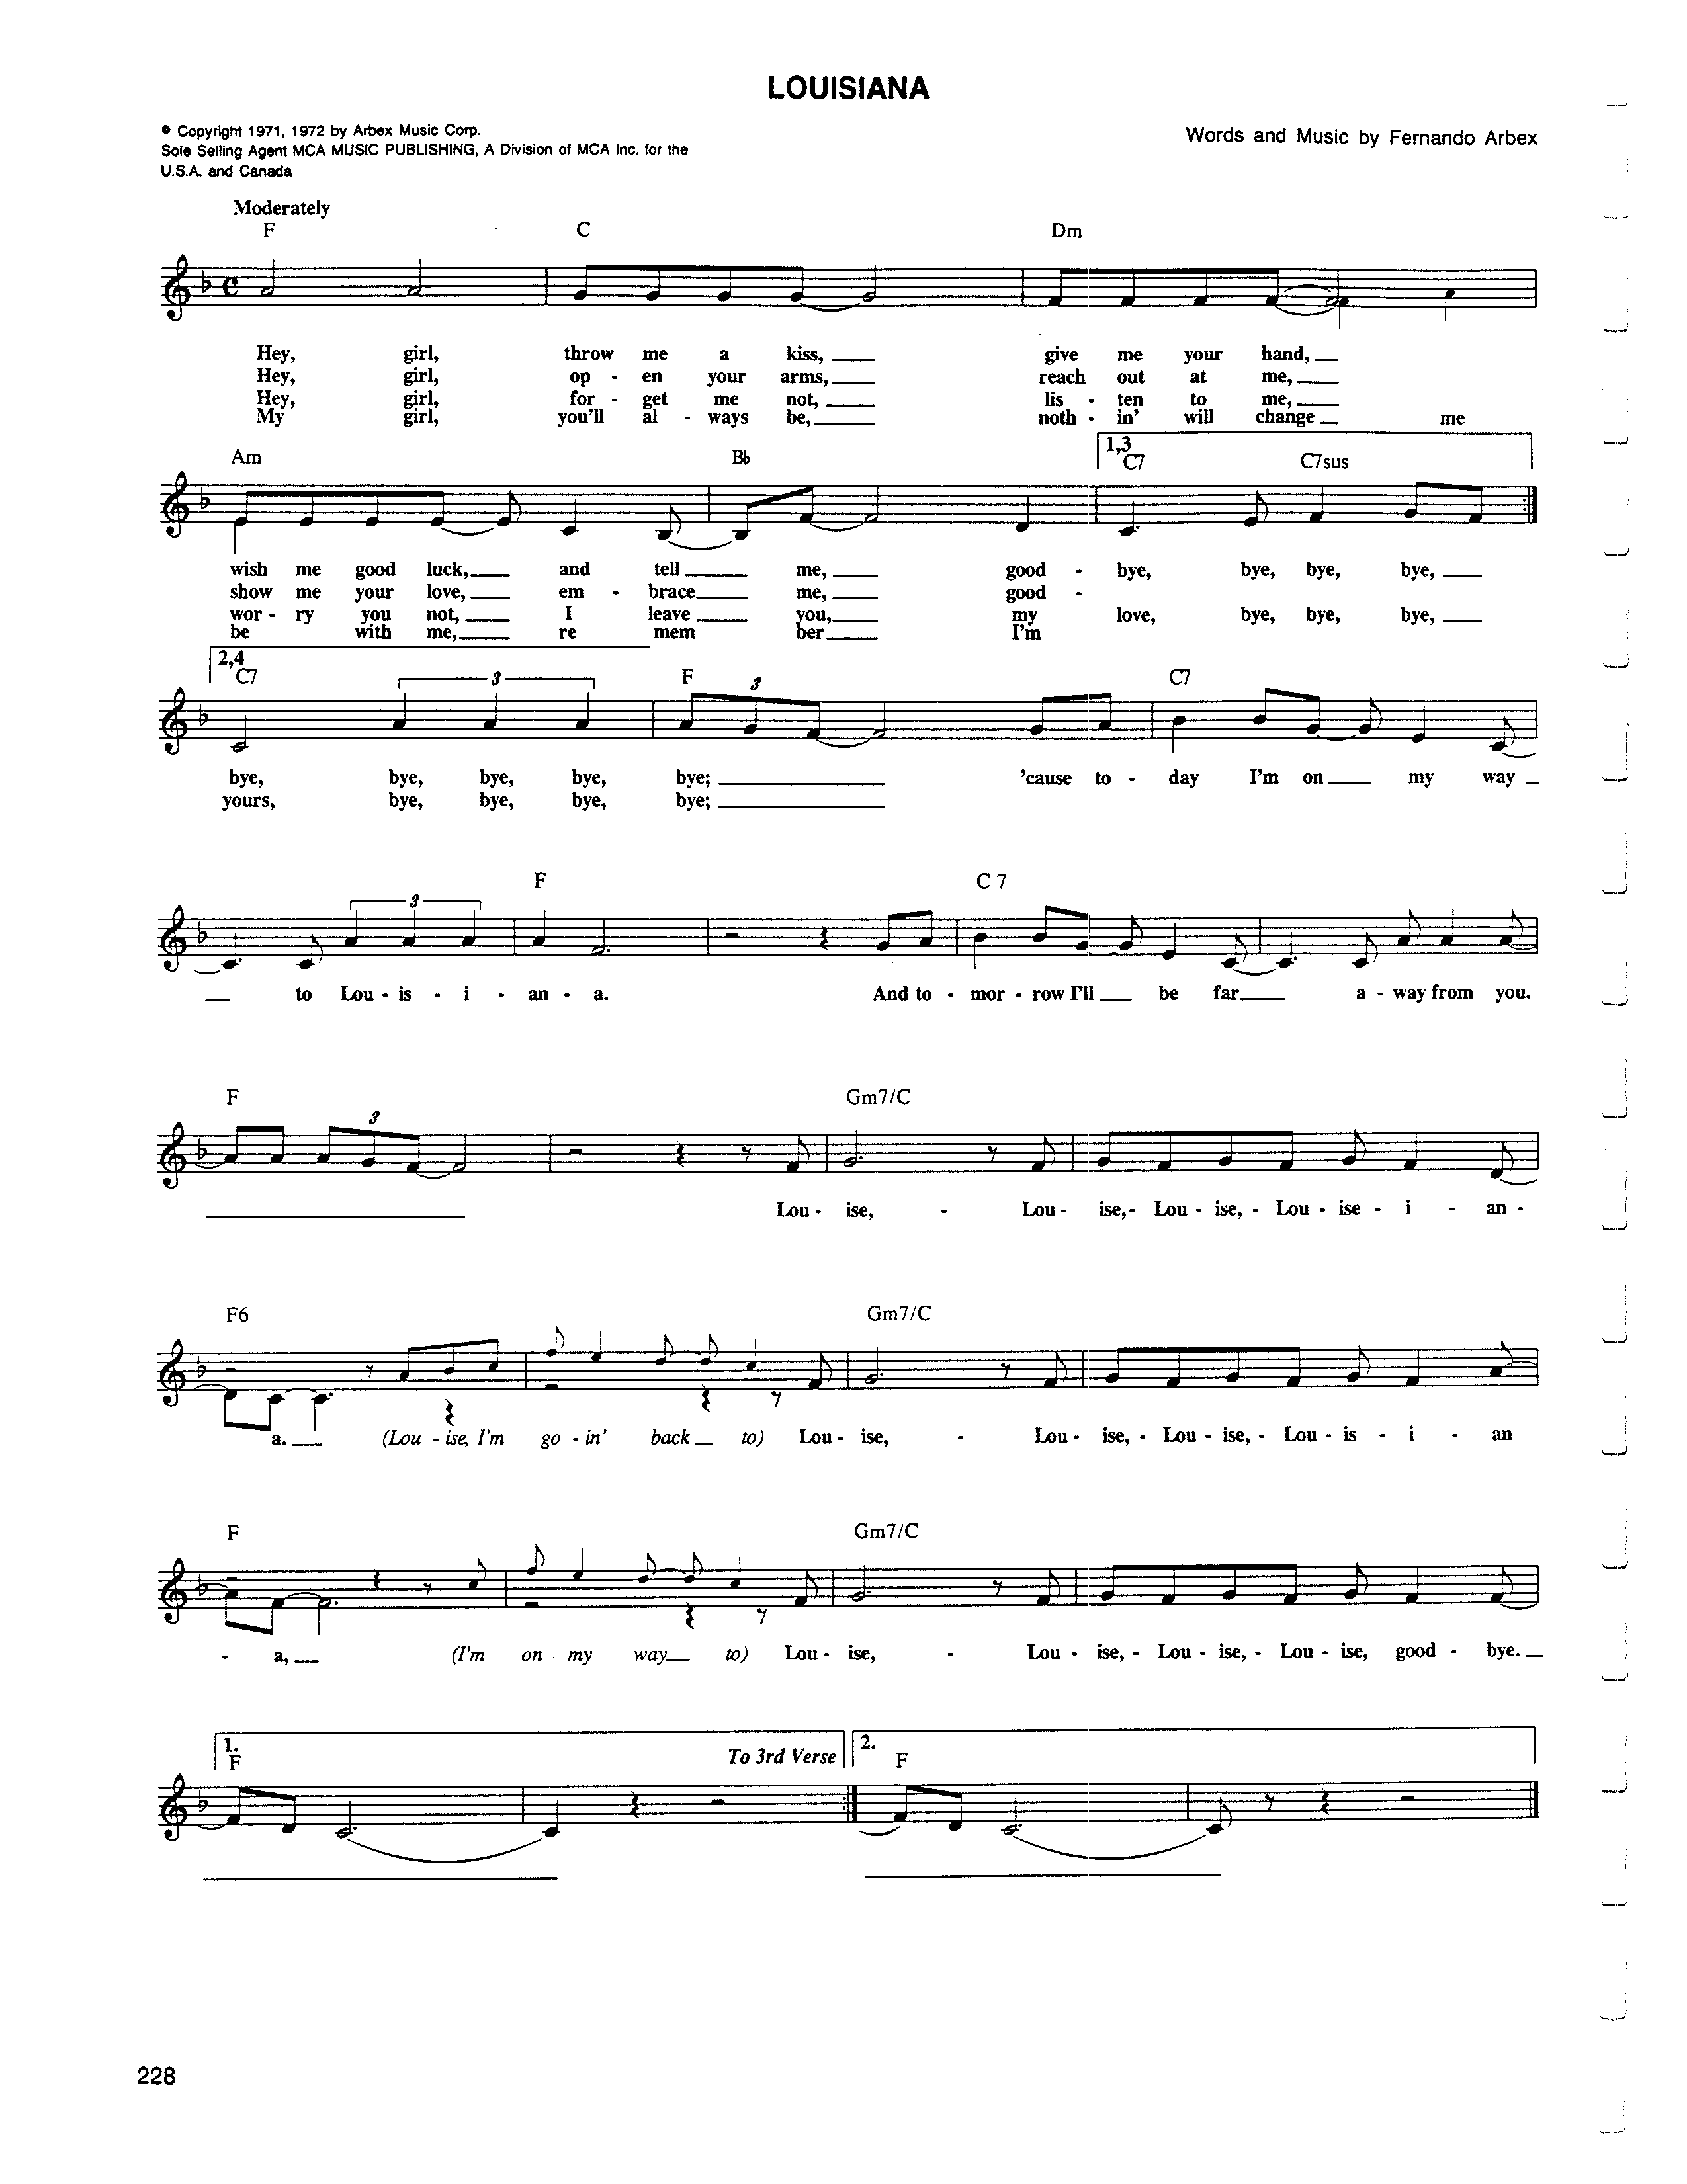 LOUISIANA
© Copyright 1971, 1972 by Arbex Music Corp.
Sole Selling Agent MCA MUSIC PUBLISHING, A Division of MCA Inc. for the
U.S.A. and Canada
Words and Music by Fernando Arbex
Moderately
F C Dm
Hey, girl, throw me a kiss, give me your hand,
Hey, girl, op - en your arms, reach out at me,
Hey, girl, for - get me not, lis - ten to me,
My girl, you'll al - ways be, noth - in' will change me
1,3
Am B♭ C7 C7sus
wish me good luck, and tell me, good - bye, bye, bye, bye,
show me your love, em - brace me, good -
wor - ry you not, I leave you, my love, bye, bye, bye,
be with me, re mem ber I'm
2,4
C7 3 F 3 C7
bye, bye, bye, bye, bye; 'cause to - day I'm on my way
yours, bye, bye, bye, bye;
3 F C 7
to Lou - is - i - an - a. And to - mor - row I'll be far a - way from you.
F 3 Gm7/C
Lou - ise, - Lou - ise, - Lou - ise, - Lou - ise - i - an -
F6 Gm7/C
a. (Lou - ise, I'm go - in' back to) Lou - ise, - Lou - ise, - Lou - ise, - Lou - is - i - an
F Gm7/C
- a, (I'm on my way to) Lou - ise, - Lou - ise, - Lou - ise, - Lou - ise, good - bye.
1. To 3rd Verse 2.
F F
228